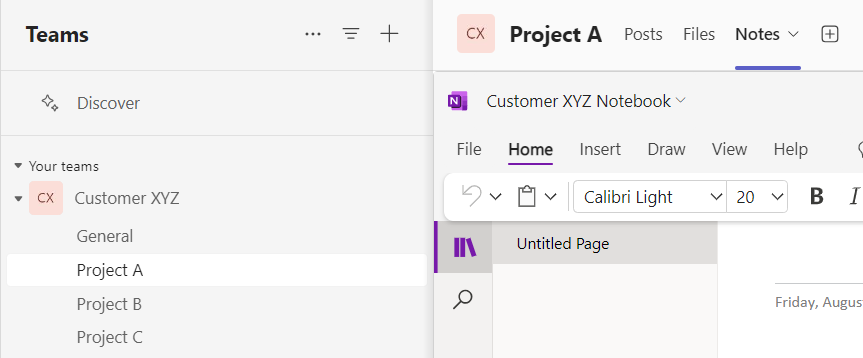 Teams
Discover
Your teams
CX Customer XYZ
General
Project A
Project B
Project C
CX Project A Posts Files Notes
N Customer XYZ Notebook
File Home Insert Draw View Help
Calibri Light 20 B I
Untitled Page
Friday, Augus